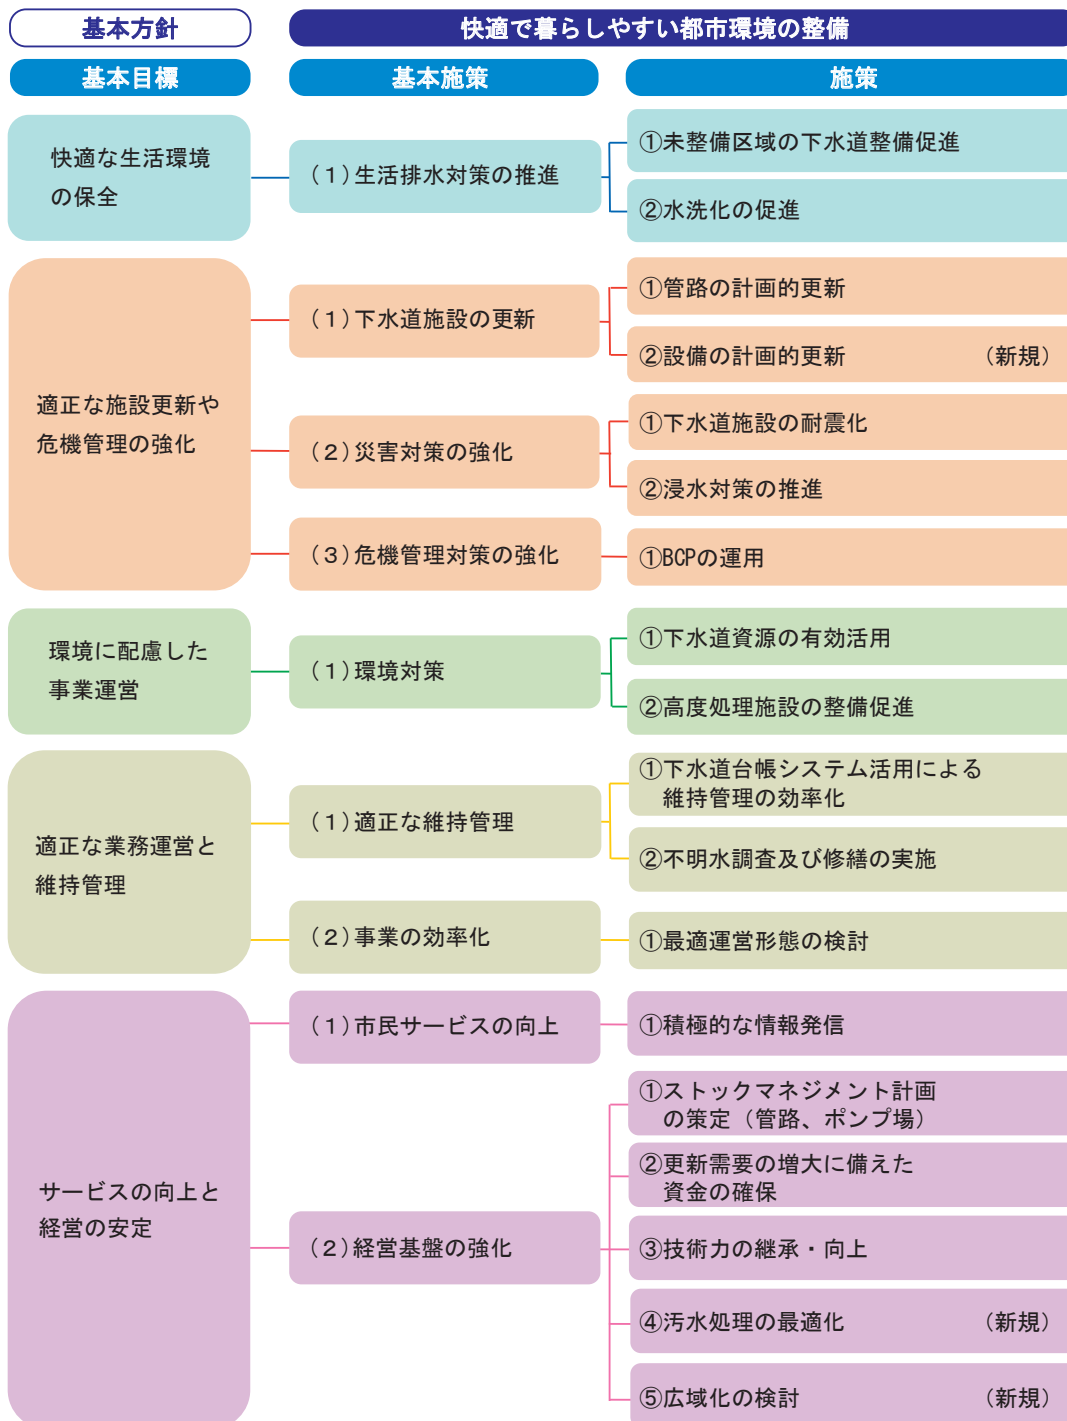 基本方針
快適で暮らしやすい都市環境の整備
基本目標
基本施策
施策
快適な生活環境
の保全
（１）生活排水対策の推進
①未整備区域の下水道整備促進
②水洗化の促進
適正な施設更新や
危機管理の強化
（１）下水道施設の更新
①管路の計画的更新
②設備の計画的更新　（新規）
（２）災害対策の強化
①下水道施設の耐震化
②浸水対策の推進
（３）危機管理対策の強化
①BCPの運用
環境に配慮した
事業運営
（１）環境対策
①下水道資源の有効活用
②高度処理施設の整備促進
適正な業務運営と
維持管理
（１）適正な維持管理
①下水道台帳システム活用による
維持管理の効率化
②不明水調査及び修繕の実施
（２）事業の効率化
①最適運営形態の検討
サービスの向上と
経営の安定
（１）市民サービスの向上
①積極的な情報発信
（２）経営基盤の強化
①ストックマネジメント計画
の策定（管路、ポンプ場）
②更新需要の増大に備えた
資金の確保
③技術力の継承・向上
④汚水処理の最適化　（新規）
⑤広域化の検討　（新規）